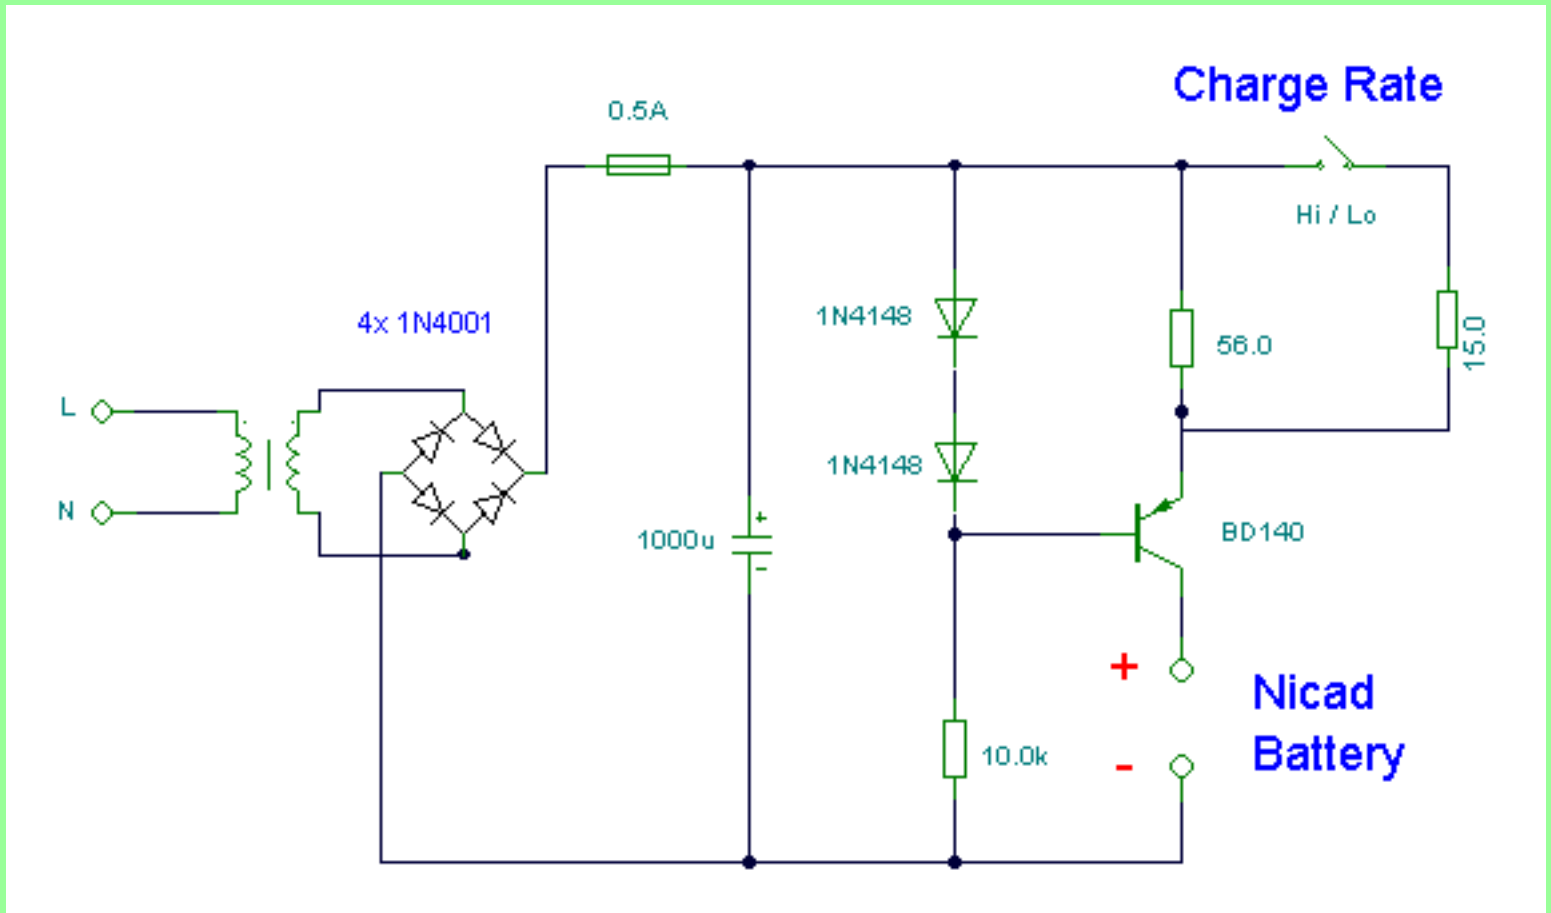 Charge Rate
0.5A
Hi / Lo
4x 1N4001
1N4148
56.0
15.0
L
1N4148
N
1000u
+
-
BD140
+
Nicad
Battery
10.0k
-